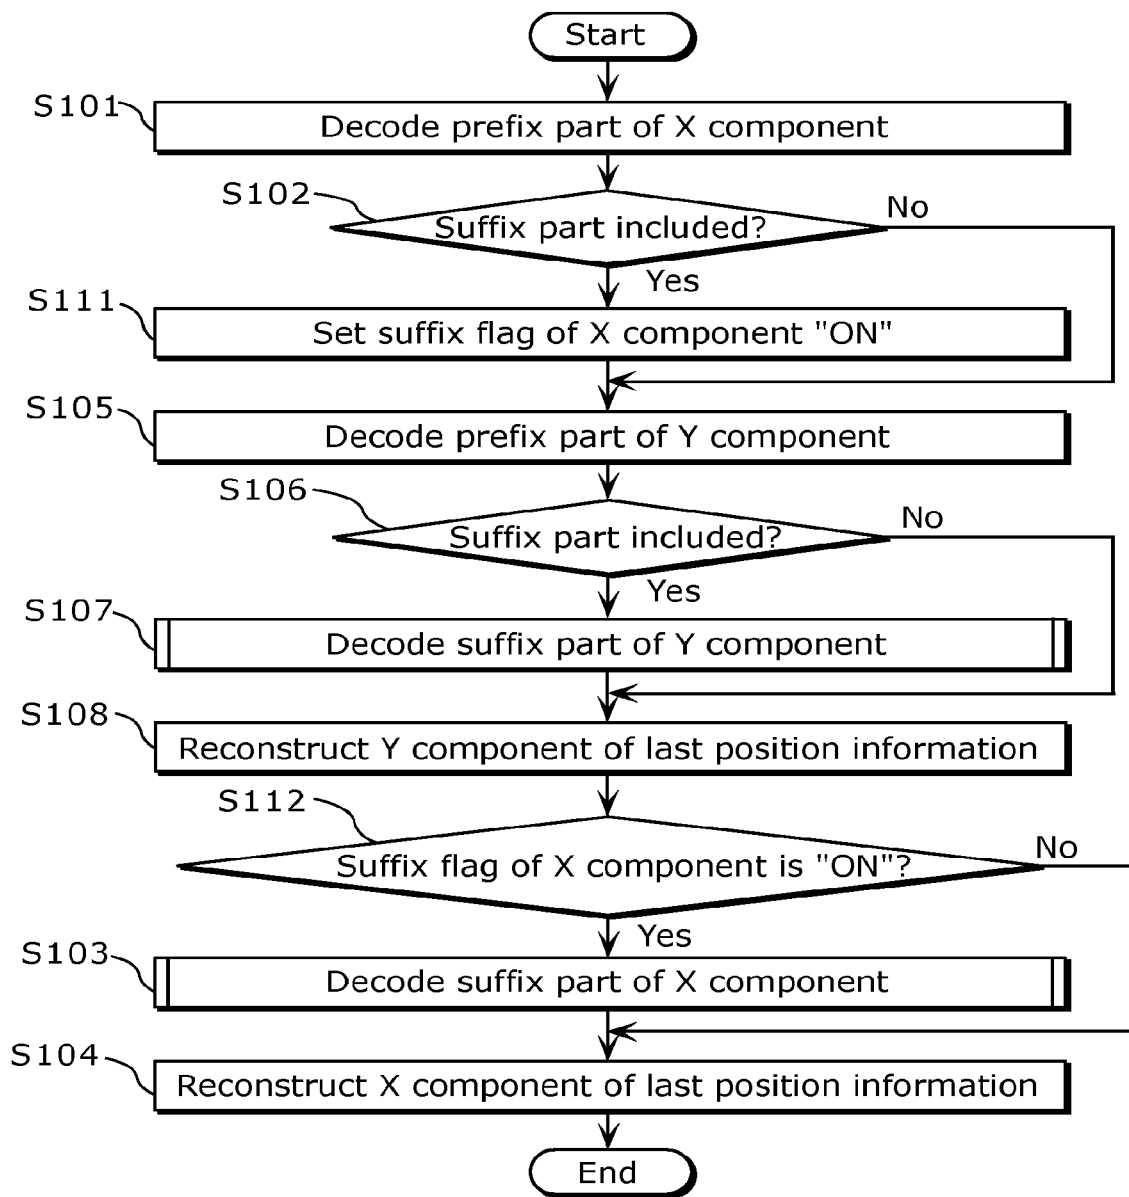 Start
S101
Decode prefix part of X component
S102
Suffix part included?
No
Yes
S111
Set suffix flag of X component "ON"
S105
Decode prefix part of Y component
S106
Suffix part included?
No
Yes
S107
Decode suffix part of Y component
S108
Reconstruct Y component of last position information
S112
Suffix flag of X component is "ON"?
No
Yes
S103
Decode suffix part of X component
S104
Reconstruct X component of last position information
End